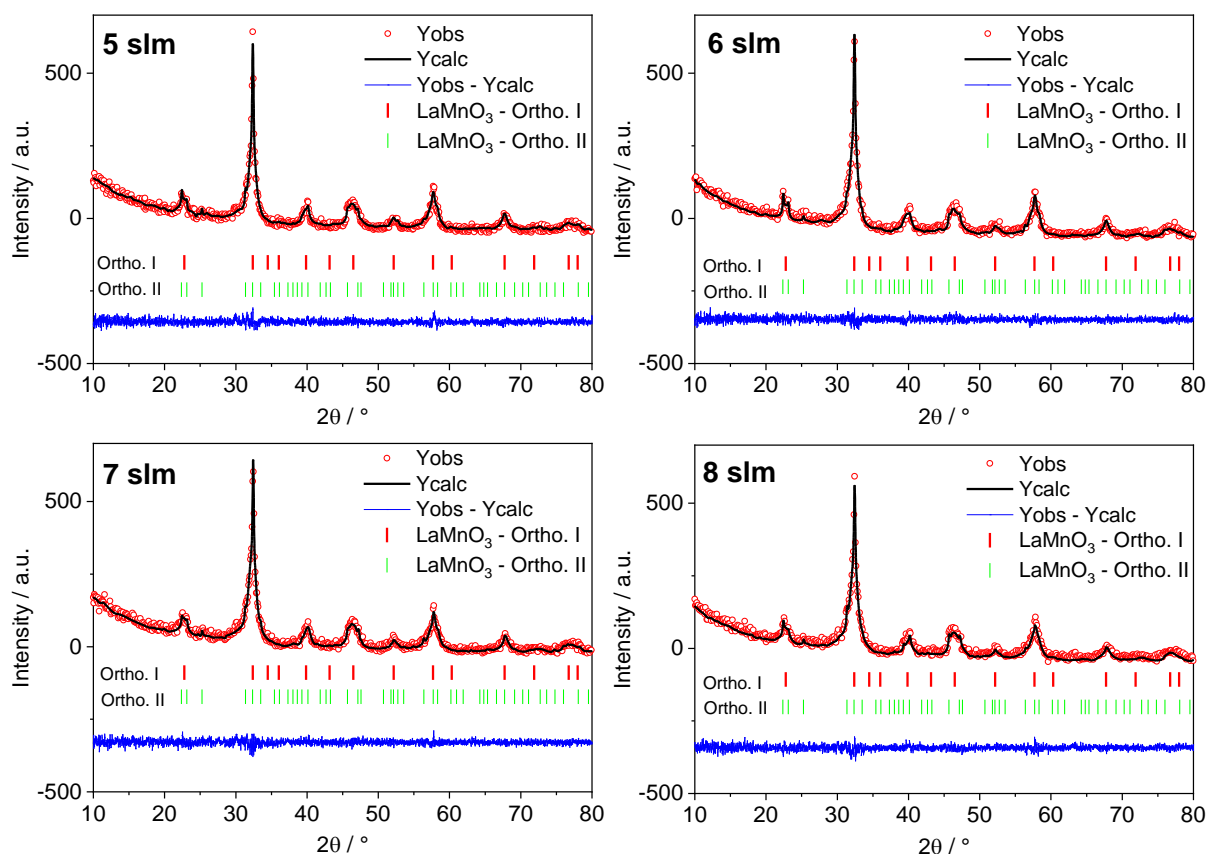 5 slm
Yobs
Ycalc
Yobs - Ycalc
LaMnO₃ - Ortho. I
LaMnO₃ - Ortho. II
Intensity / a.u.
500
0
-500
Ortho. I
Ortho. II
10 20 30 40 50 60 70 80
2θ / °
6 slm
Yobs
Ycalc
Yobs - Ycalc
LaMnO₃ - Ortho. I
LaMnO₃ - Ortho. II
Intensity / a.u.
500
0
-500
Ortho. I
Ortho. II
10 20 30 40 50 60 70 80
2θ / °
7 slm
Yobs
Ycalc
Yobs - Ycalc
LaMnO₃ - Ortho. I
LaMnO₃ - Ortho. II
Intensity / a.u.
500
0
-500
Ortho. I
Ortho. II
10 20 30 40 50 60 70 80
2θ / °
8 slm
Yobs
Ycalc
Yobs - Ycalc
LaMnO₃ - Ortho. I
LaMnO₃ - Ortho. II
Intensity / a.u.
500
0
-500
Ortho. I
Ortho. II
10 20 30 40 50 60 70 80
2θ / °